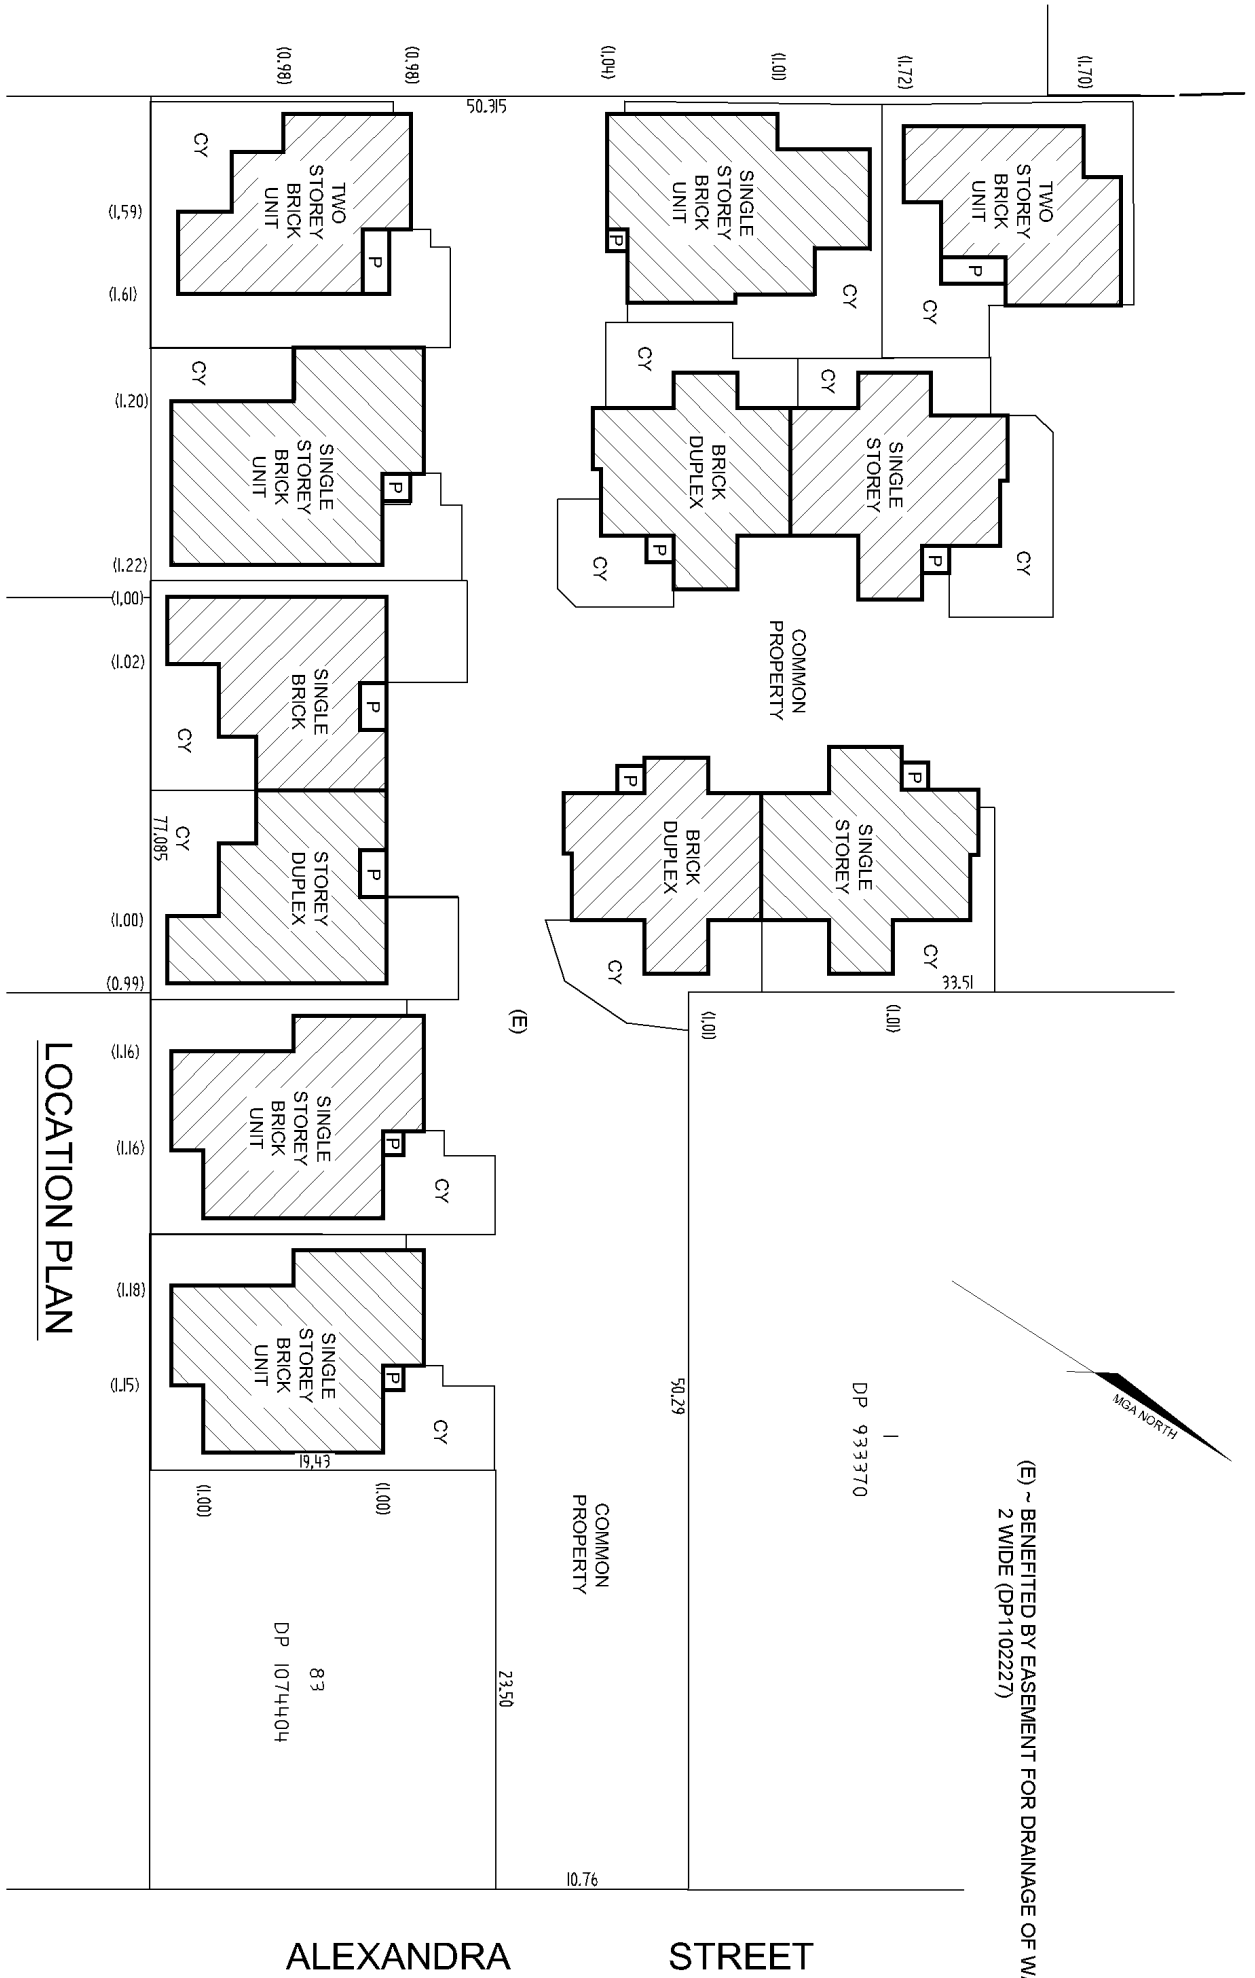 (0.98)
(0.98)
(1.04)
(1.01)
(1.72)
(1.70)
50.315
CY
TWO
STOREY
BRICK
UNIT
P
(1.59)
(1.61)
SINGLE
STOREY
BRICK
UNIT
P
CY
TWO
STOREY
BRICK
UNIT
P
CY
CY
(1.20)
SINGLE
STOREY
BRICK
UNIT
P
(1.22)
CY
BRICK
DUPLEX
P
CY
CY
SINGLE
STOREY
P
CY
(1.00)
(1.02)
SINGLE
BRICK
P
CY
COMMON
PROPERTY
CY
77.085
STOREY
DUPLEX
P
(1.00)
(0.99)
P
BRICK
DUPLEX
CY
P
SINGLE
STOREY
CY
33.51
(E)
(1.01)
(1.01)
(1.16)
SINGLE
STOREY
BRICK
UNIT
P
(1.16)
CY
LOCATION PLAN
(1.18)
SINGLE
STOREY
BRICK
UNIT
P
(1.15)
CY
19.43
(1.00)
(1.00)
50.29
1
DP 933370
MGA NORTH
(E) ~ BENEFITED BY EASEMENT FOR DRAINAGE OF
2 WIDE (DP1102227)
COMMON
PROPERTY
83
DP 1074404
23.50
10.76
ALEXANDRA STREET